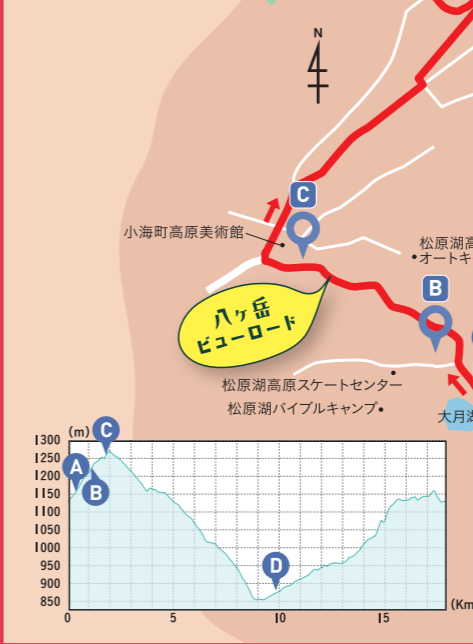 N
C
小海町高原美術館
松原湖高
オートキ
B
八ヶ岳
ビューロード
松原湖高原スケートセンター
松原湖バイブルキャンプ
大月湖
(m)
1300
1250
1200
1150
1100
1050
1000
950
900
850
A
B
C
D
0
5
10
15
(Km